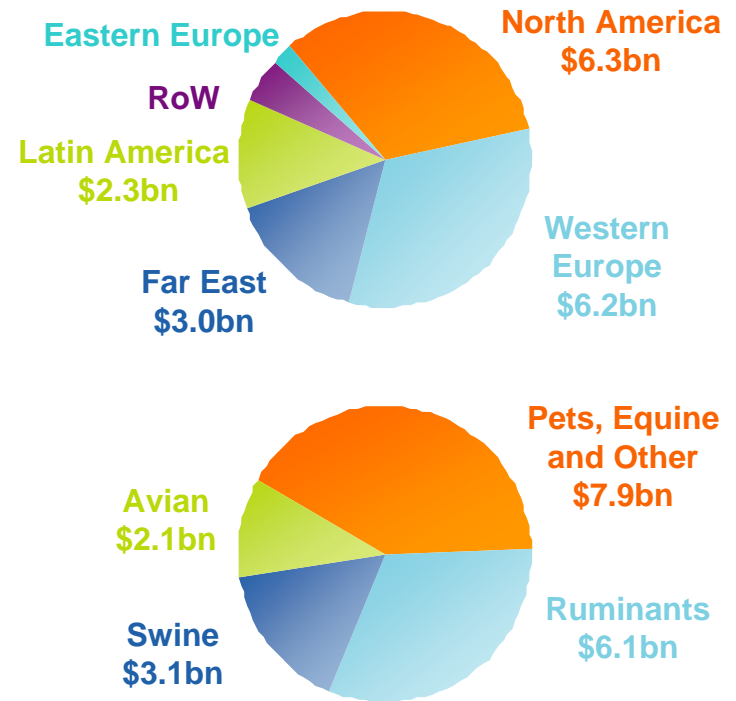 Eastern Europe
North America
$6.3bn
RoW
Latin America
$2.3bn
Western
Europe
$6.2bn
Far East
$3.0bn
Pets, Equine
and Other
$7.9bn
Avian
$2.1bn
Ruminants
$6.1bn
Swine
$3.1bn